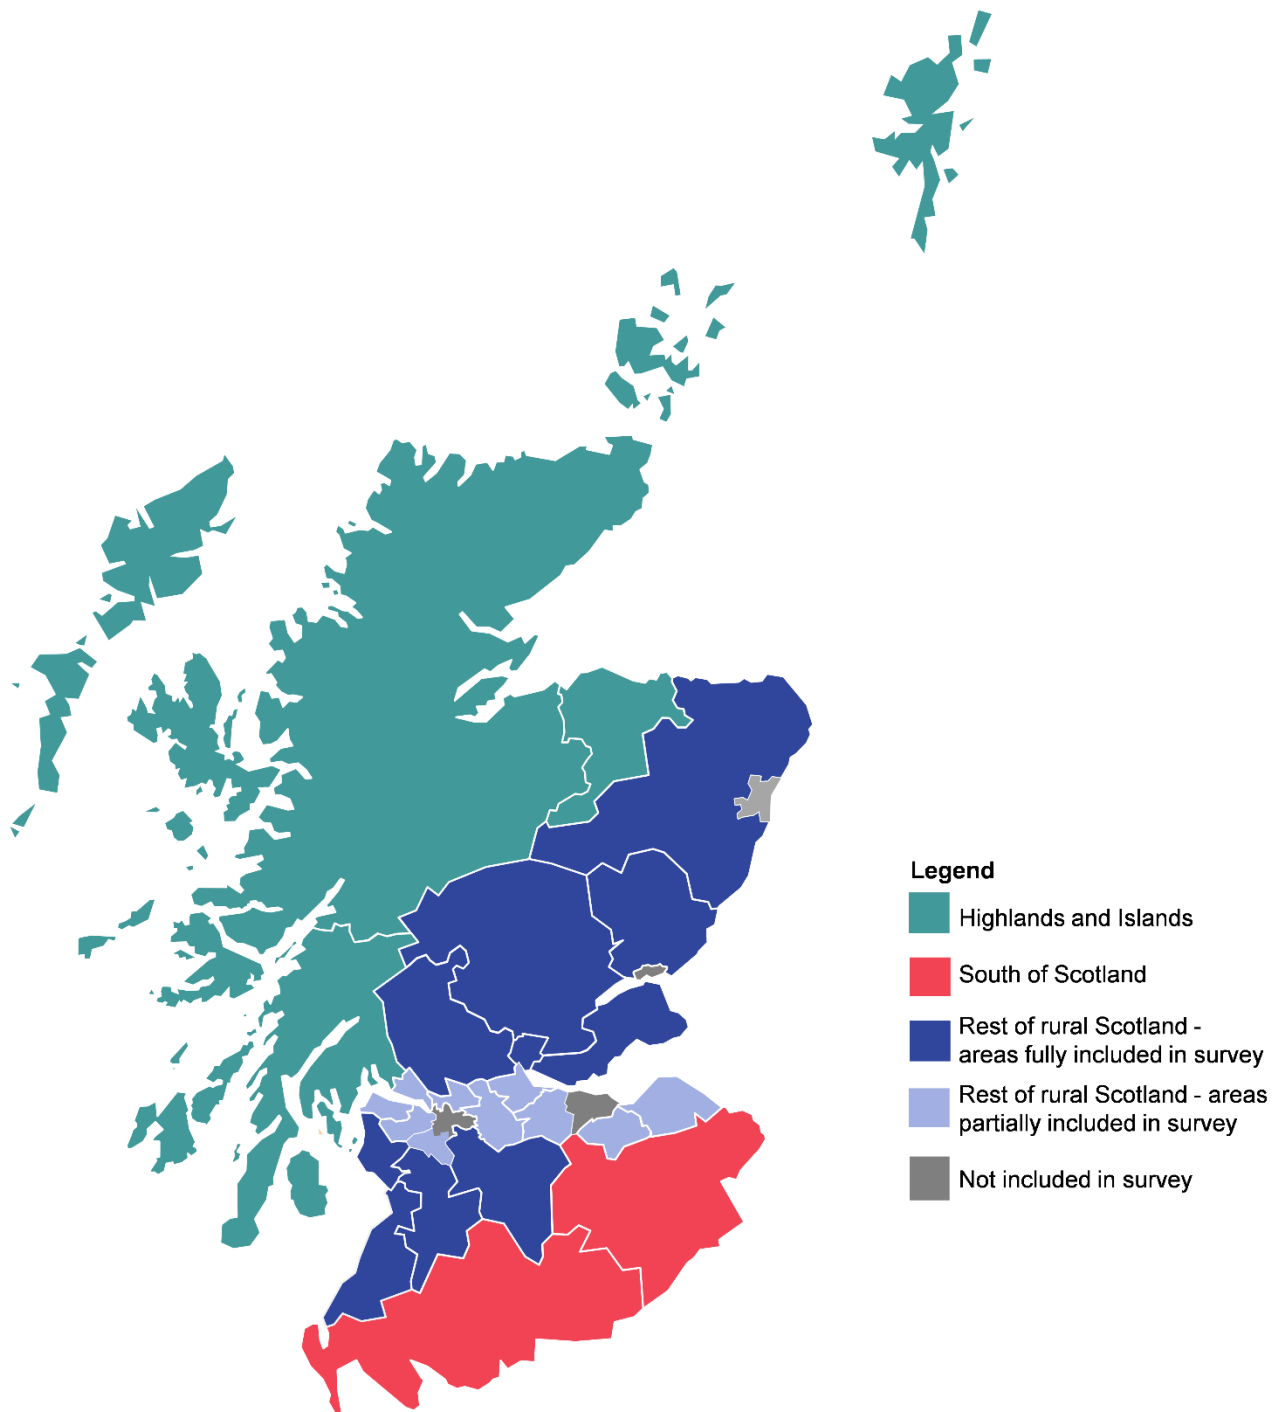 Legend
Highlands and Islands
South of Scotland
Rest of rural Scotland -
areas fully included in survey
Rest of rural Scotland - areas
partially included in survey
Not included in survey